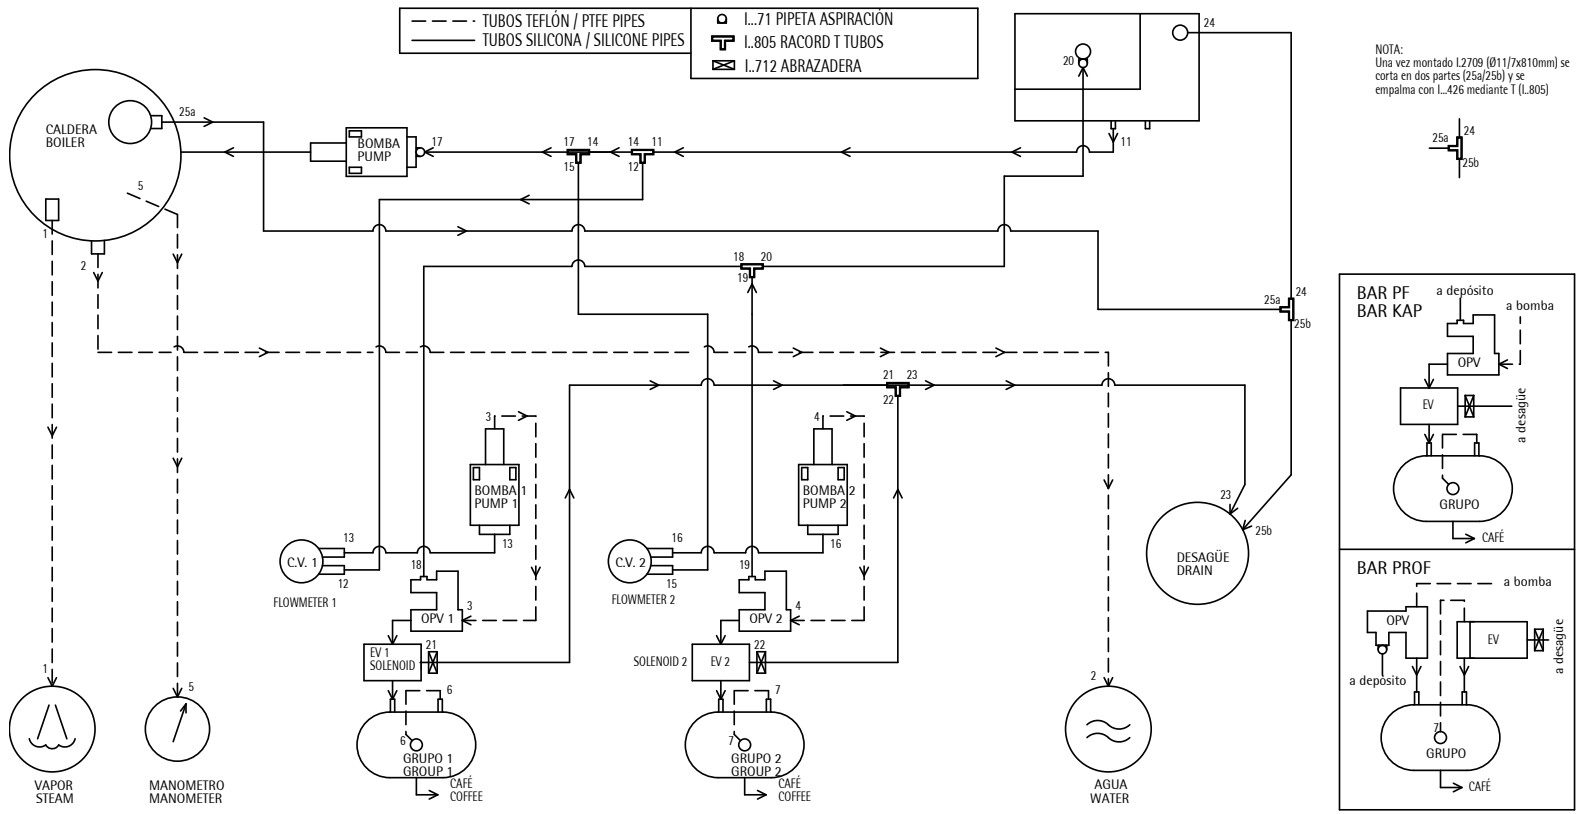 TUBOS TEFLÓN / PTFE PIPES
TUBOS SILICONA / SILICONE PIPES
I...71 PIPETA ASPIRACIÓN
I..805 RACORD T TUBOS
I..712 ABRAZADERA
24
20
11
NOTA:
Una vez montado I.2709 (Ø11/7x810mm) se
corta en dos partes (25a/25b) y se
empalma con I...426 mediante T (I..805)
24
25a
25b
CALDERA
BOILER
25a
5
1
2
BOMBA
PUMP
17
17
14
15
14
11
12
18
20
19
24
25a
25b
21
23
22
3
BOMBA 1
PUMP 1
13
13
C.V. 1
12
FLOWMETER 1
18
OPV 1
3
EV 1
SOLENOID
21
6
6
GRUPO 1
GROUP 1
CAFÉ
COFFEE
4
BOMBA 2
PUMP 2
16
16
C.V. 2
15
FLOWMETER 2
19
OPV 2
4
SOLENOID 2
EV 2
22
7
7
GRUPO 2
GROUP 2
CAFÉ
COFFEE
23
25b
DESAGÜE
DRAIN
1
VAPOR
STEAM
5
MANOMETRO
MANOMETER
2
AGUA
WATER
BAR PF
BAR KAP
a depósito
a bomba
OPV
EV
a desagüe
GRUPO
CAFÉ
BAR PROF
a bomba
OPV
EV
a desagüe
a depósito
7
GRUPO
CAFÉ